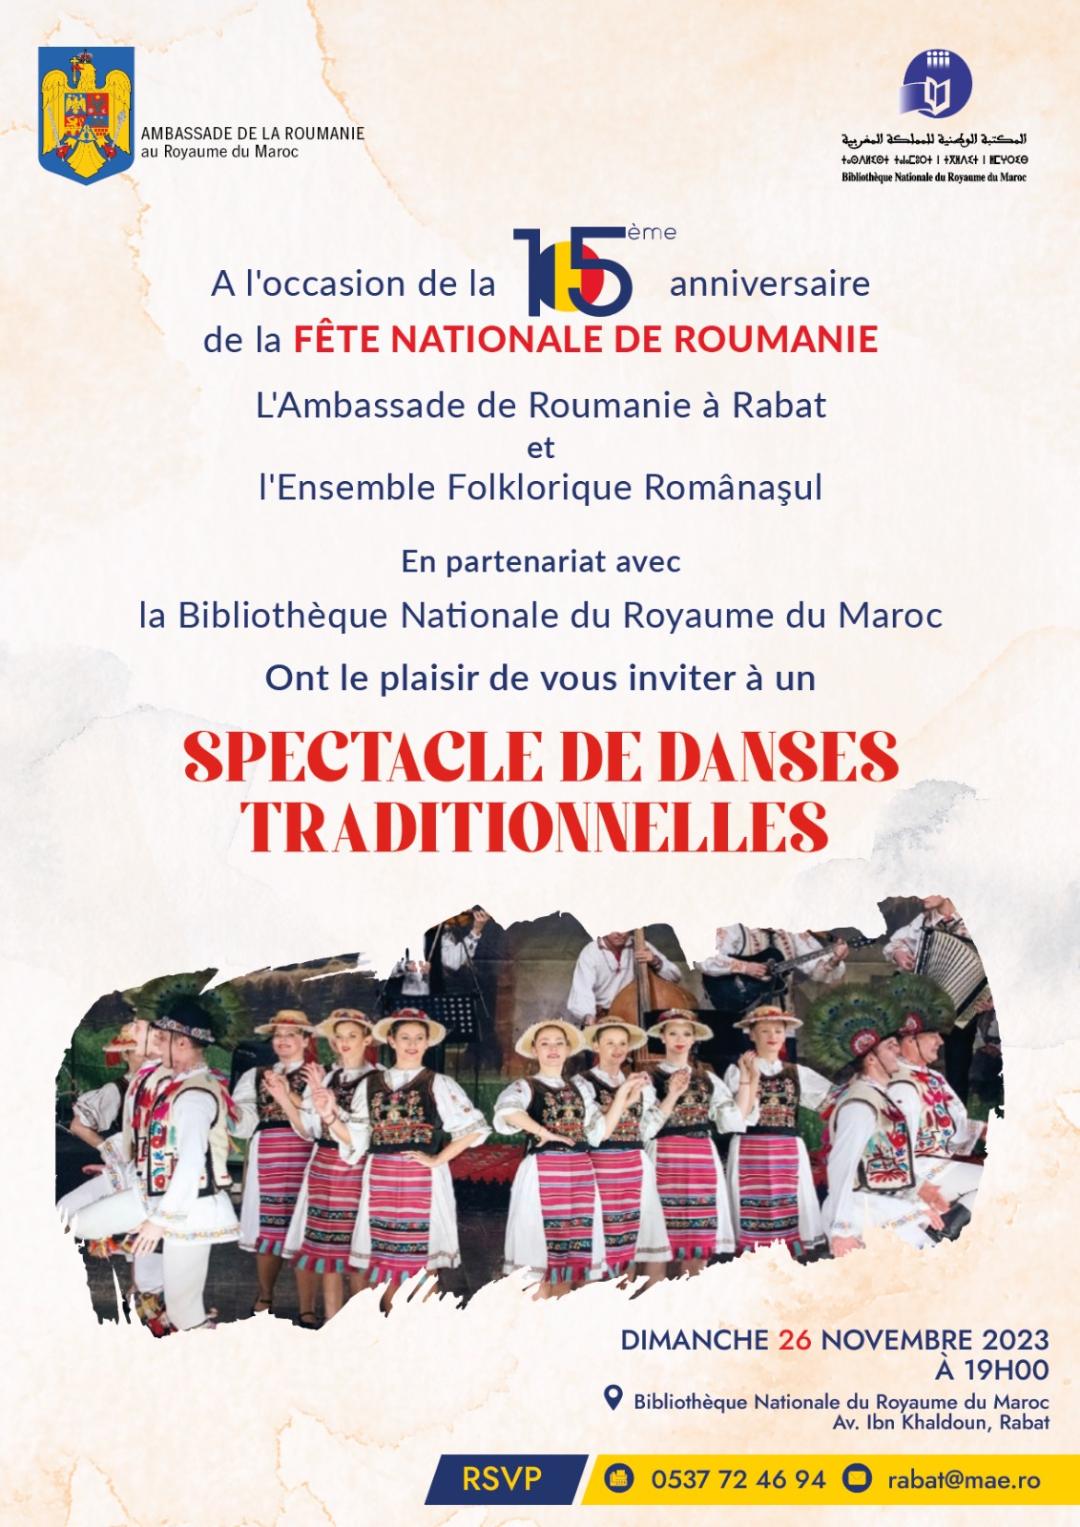 AMBASSADE DE LA ROUMANIE
au Royaume du Maroc
المكتبة الوطنية للمملكة المغربية
Bibliothèque Nationale du Royaume du Maroc
A l'occasion de la 105ème anniversaire
de la FÊTE NATIONALE DE ROUMANIE
L'Ambassade de Roumanie à Rabat
et
l'Ensemble Folklorique Românaşul
En partenariat avec
la Bibliothèque Nationale du Royaume du Maroc
Ont le plaisir de vous inviter à un
SPECTACLE DE DANSES
TRADITIONNELLES
DIMANCHE 26 NOVEMBRE 2023
À 19H00
Bibliothèque Nationale du Royaume du Maroc
Av. Ibn Khaldoun, Rabat
RSVP 0537 72 46 94 rabat@mae.ro